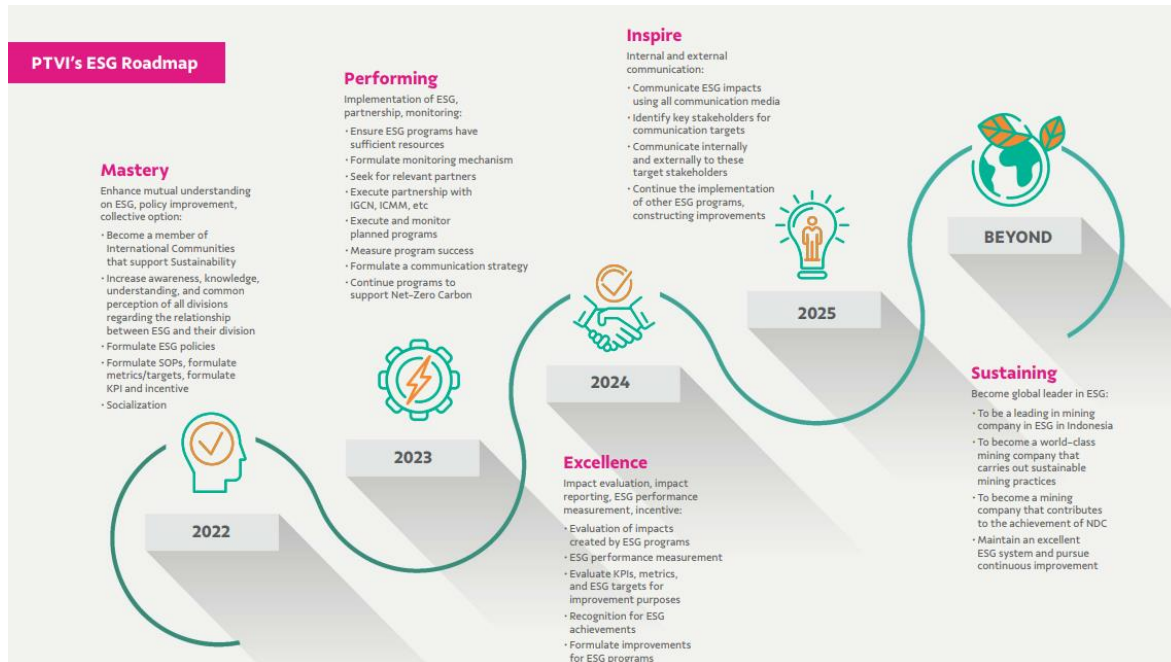 PTVI's ESG Roadmap
Mastery
Enhance mutual understanding
on ESG, policy improvement,
collective option:
· Become a member of
International Communities
that support Sustainability
· Increase awareness, knowledge,
understanding, and common
perception of all divisions
regarding the relationship
between ESG and their division
· Formulate ESG policies
· Formulate SOPs, formulate
metrics/targets, formulate
KPI and incentive
· Socialization
2022
Performing
Implementation of ESG,
partnership, monitoring:
· Ensure ESG programs have
sufficient resources
· Formulate monitoring mechanism
· Seek for relevant partners
· Execute partnership with
IGCN, ICMM, etc
· Execute and monitor
planned programs
· Measure program success
· Formulate a communication strategy
· Continue programs to
support Net-Zero Carbon
2023
2024
Excellence
Impact evaluation, impact
reporting, ESG performance
measurement, incentive:
· Evaluation of impacts
created by ESG programs
· ESG performance measurement
· Evaluate KPIs, metrics,
and ESG targets for
improvement purposes
· Recognition for ESG
achievements
· Formulate improvements
for ESG programs
Inspire
Internal and external
communication:
· Communicate ESG impacts
using all communication media
· Identify key stakeholders for
communication targets
· Communicate internally
and externally to these
target stakeholders
· Continue the implementation
of other ESG programs,
constructing improvements
2025
BEYOND
Sustaining
Become global leader in ESG:
· To be a leading in mining
company in ESG in Indonesia
· To become a world-class
mining company that
carries out sustainable
mining practices
· To become a mining
company that contributes
to the achievement of NDC
· Maintain an excellent
ESG system and pursue
continuous improvement